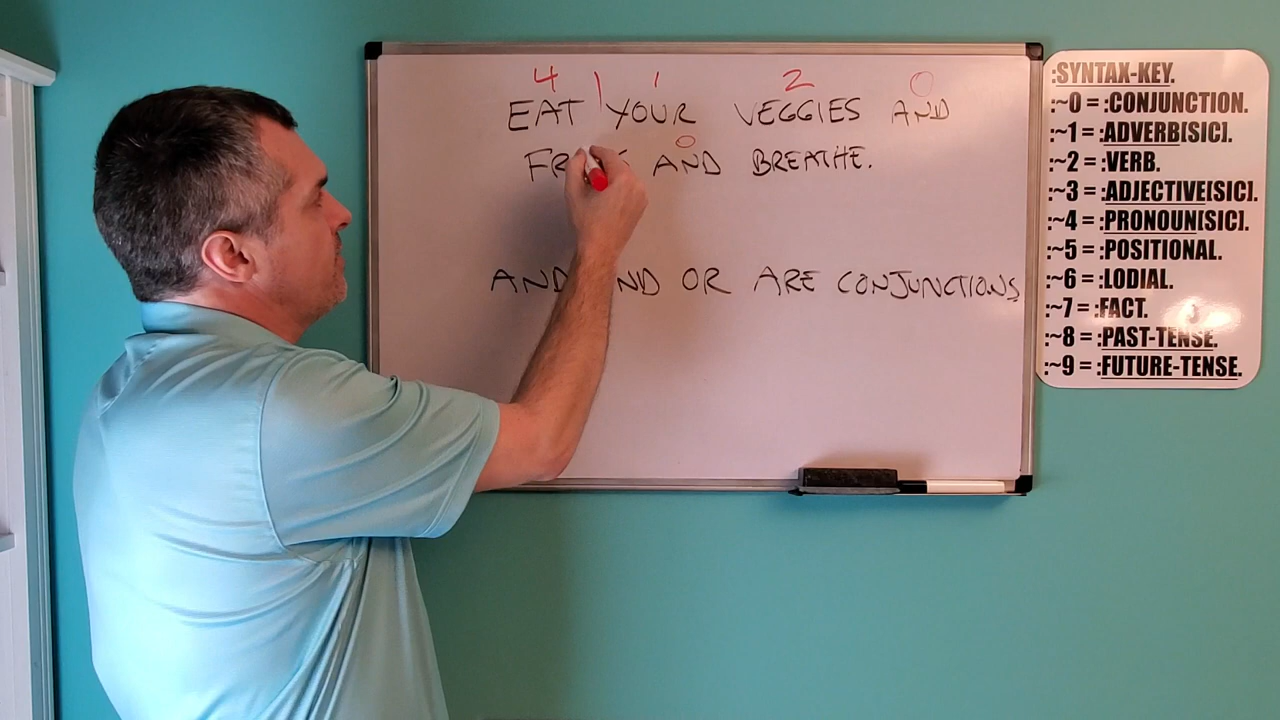 4 | 1 2 0
EAT YOUR VEGGIES AND
0
AND BREATHE.
AND OR ARE CONJUNCTIONS
:SYNTAX-KEY.
:~0 = :CONJUNCTION.
:~1 = :ADVERB[SIC].
:~2 = :VERB.
:~3 = :ADJECTIVE[SIC].
:~4 = :PRONOUN[SIC].
:~5 = :POSITIONAL.
:~6 = :LODIAL.
:~7 = :FACT.
:~8 = :PAST-TENSE.
:~9 = :FUTURE-TENSE.